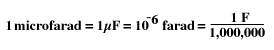 1 microfarad = 1µF = 10⁻⁶ farad = 1 F / 1,000,000